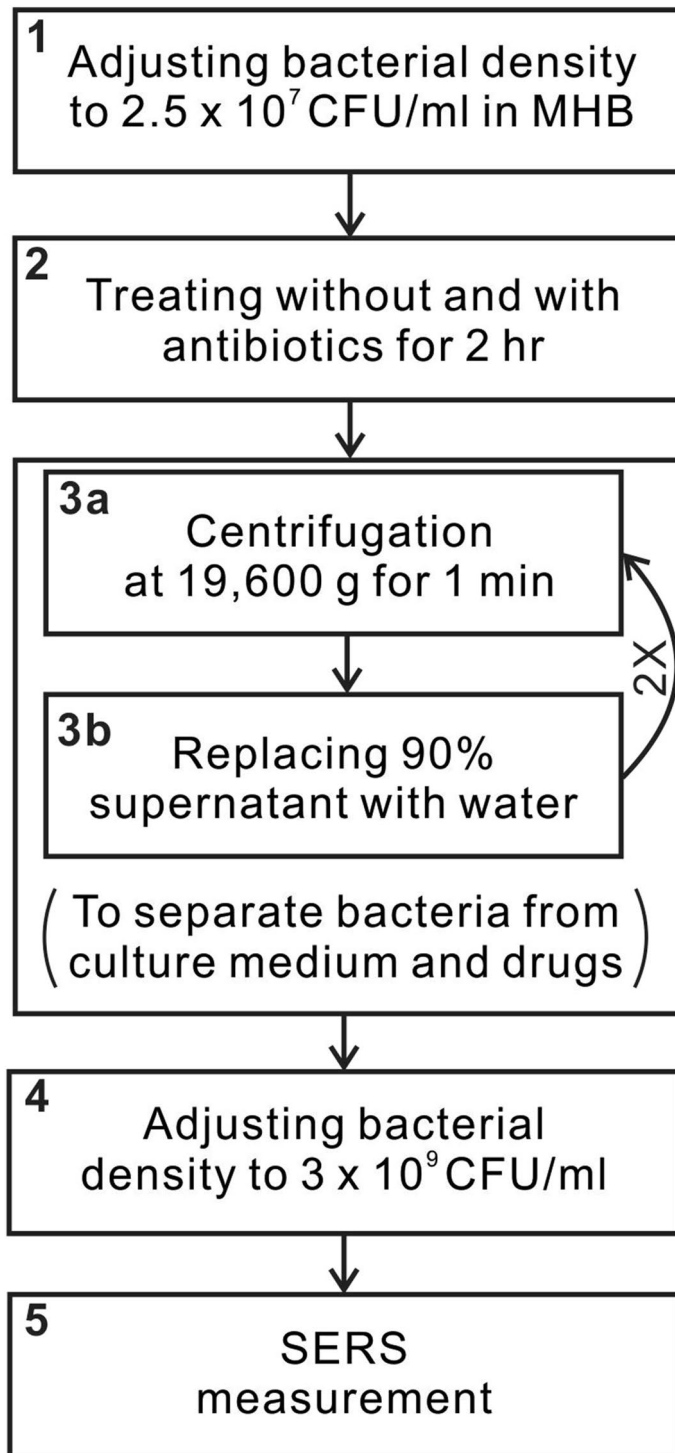 1
Adjusting bacterial density
to 2.5 x 10⁷ CFU/ml in MHB
2
Treating without and with
antibiotics for 2 hr
3a
Centrifugation
at 19,600 g for 1 min
2X
3b
Replacing 90%
supernatant with water
(To separate bacteria from
culture medium and drugs)
4
Adjusting bacterial
density to 3 x 10⁹ CFU/ml
5
SERS
measurement